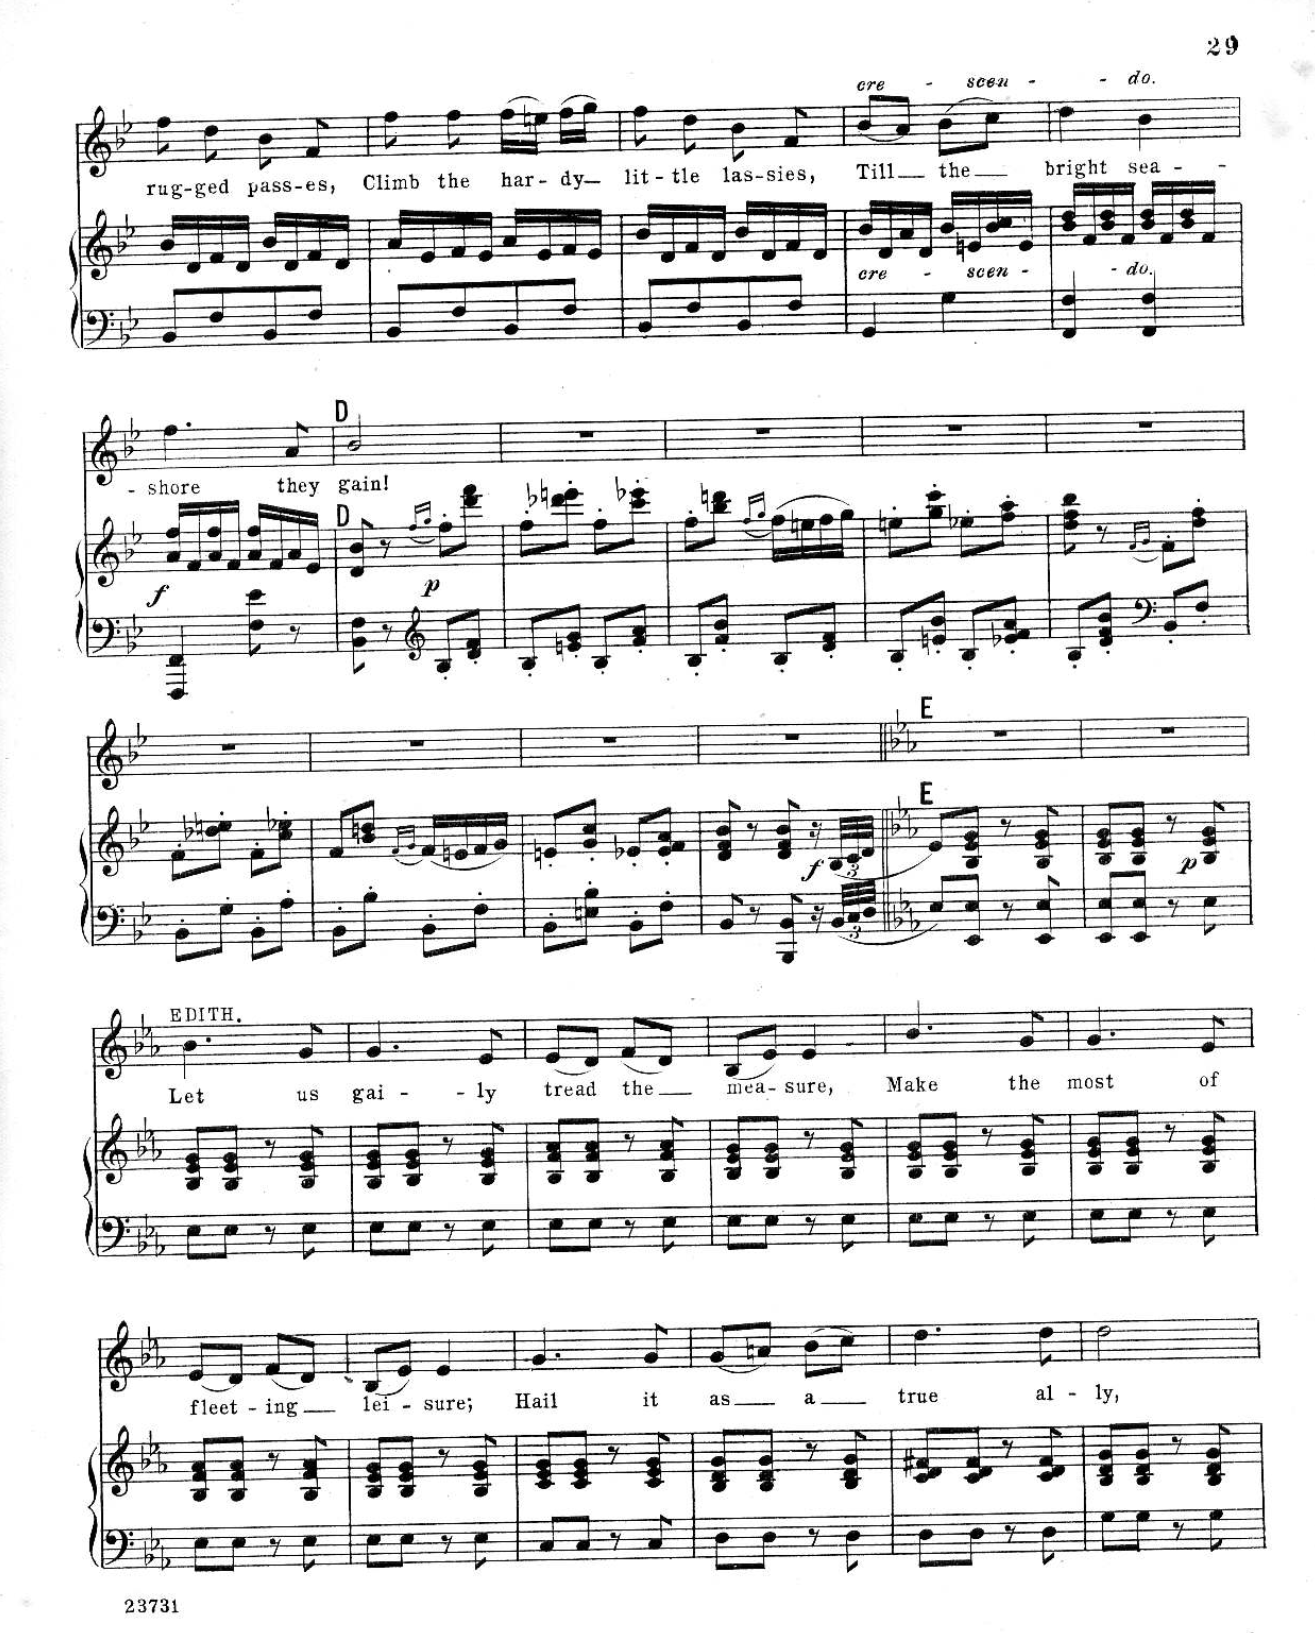 29
cre - scen - - do.
rug-ged pass-es, Climb the har - dy— lit-tle las-sies, Till— the— bright sea - -
cre - scen - - do.
D
- shore they gain!
D
f p
E
E
f 3 p
3
EDITH.
Let us gai - - ly tread the— mea-sure, Make the most of
fleet - ing— lei - sure; Hail it as— a— true al - ly,
23731